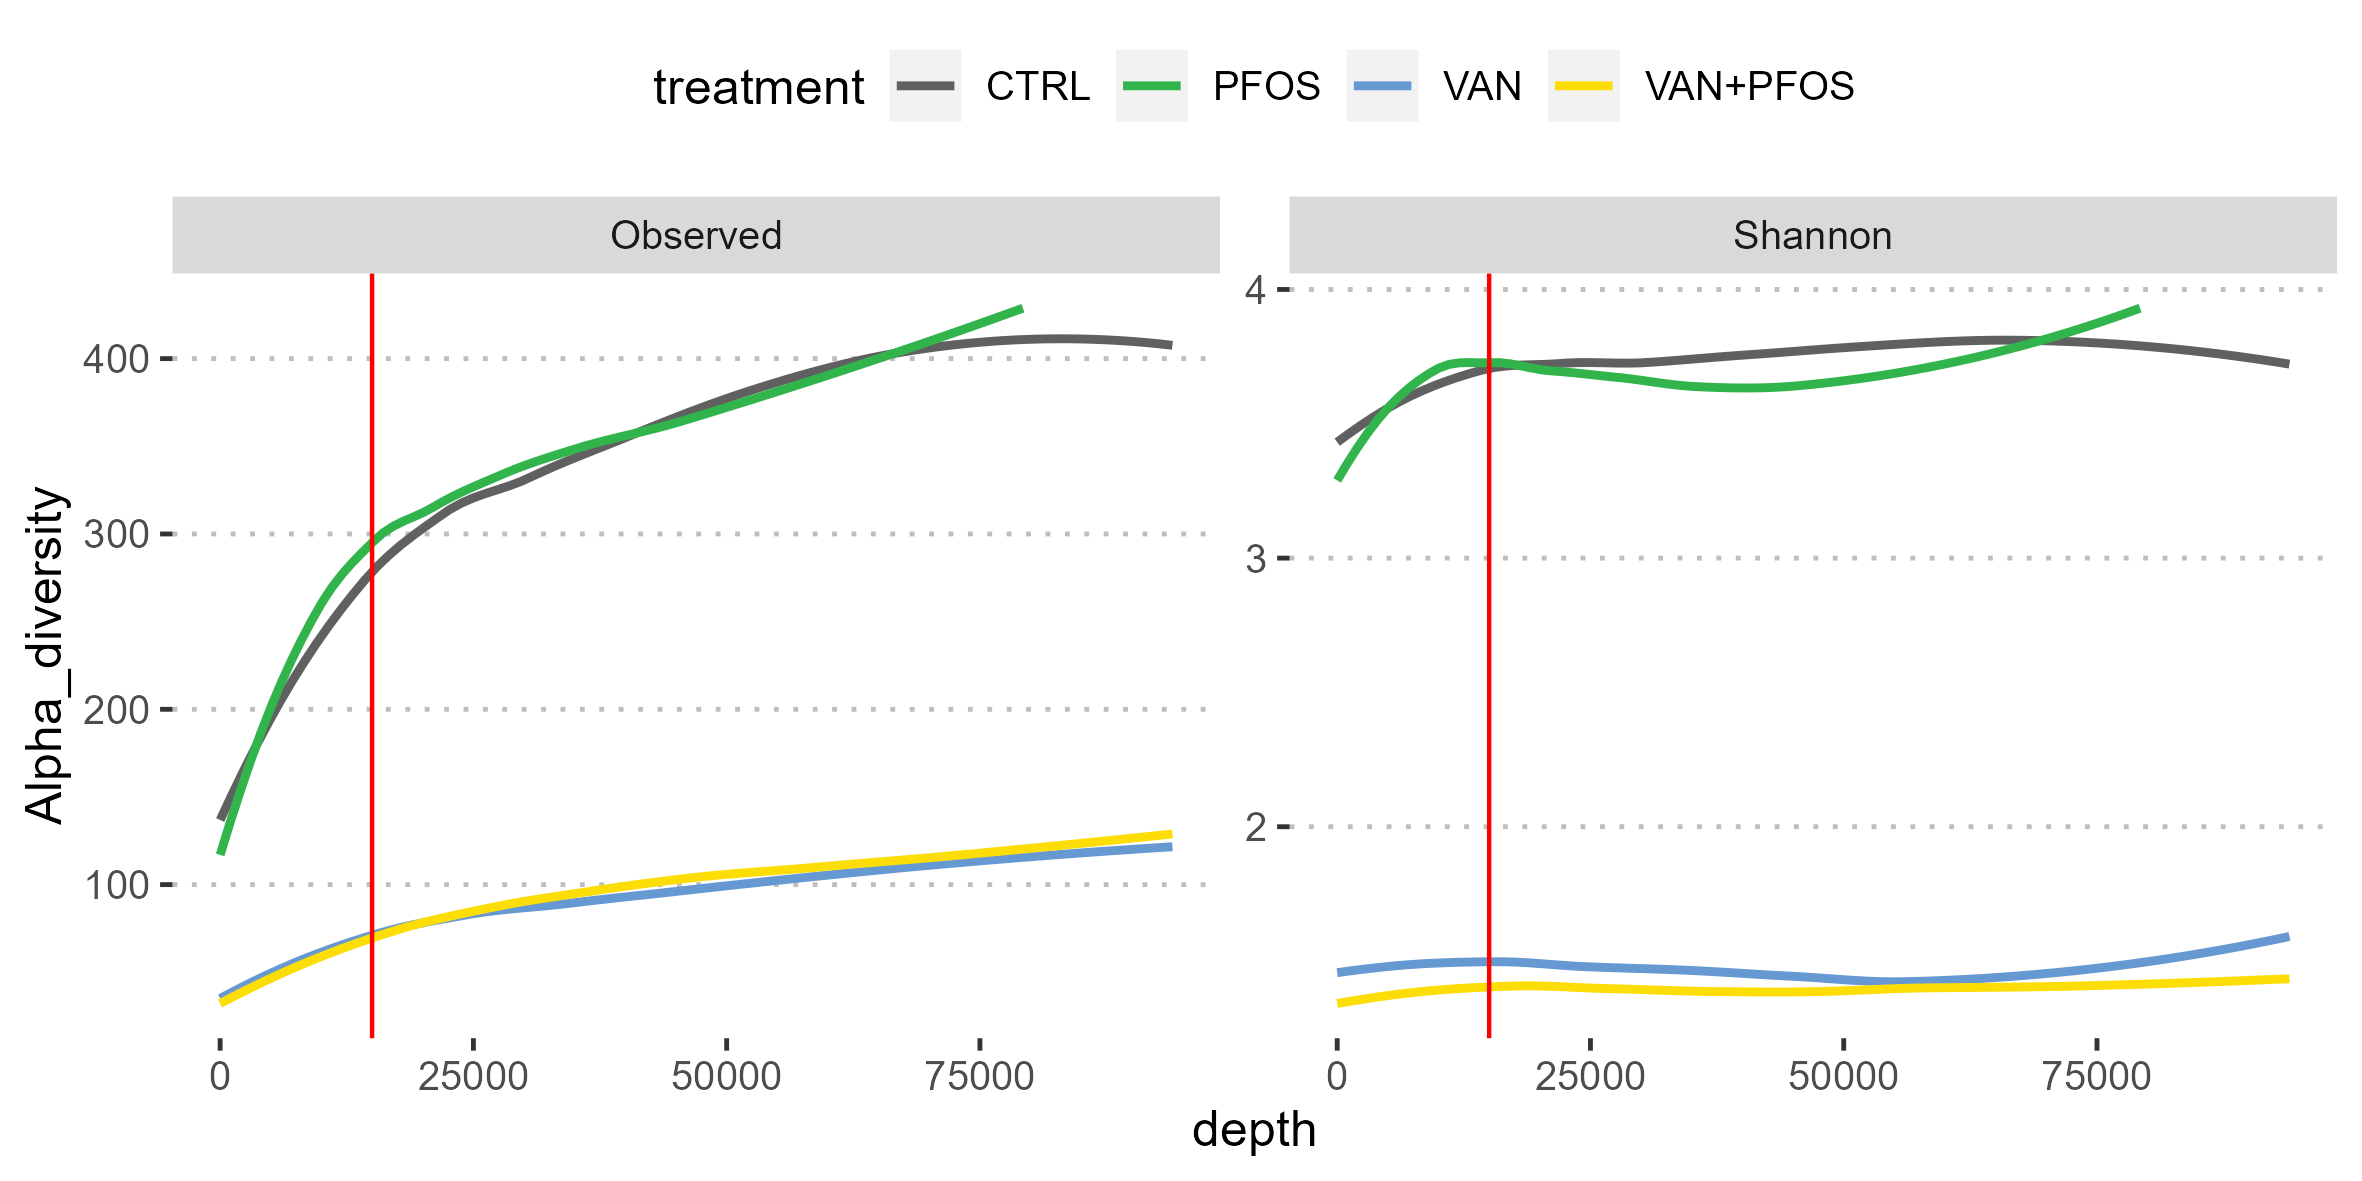 treatment CTRL PFOS VAN VAN+PFOS
Observed
Shannon
Alpha_diversity
400
300
200
100
4
3
2
0 25000 50000 75000
0 25000 50000 75000
depth